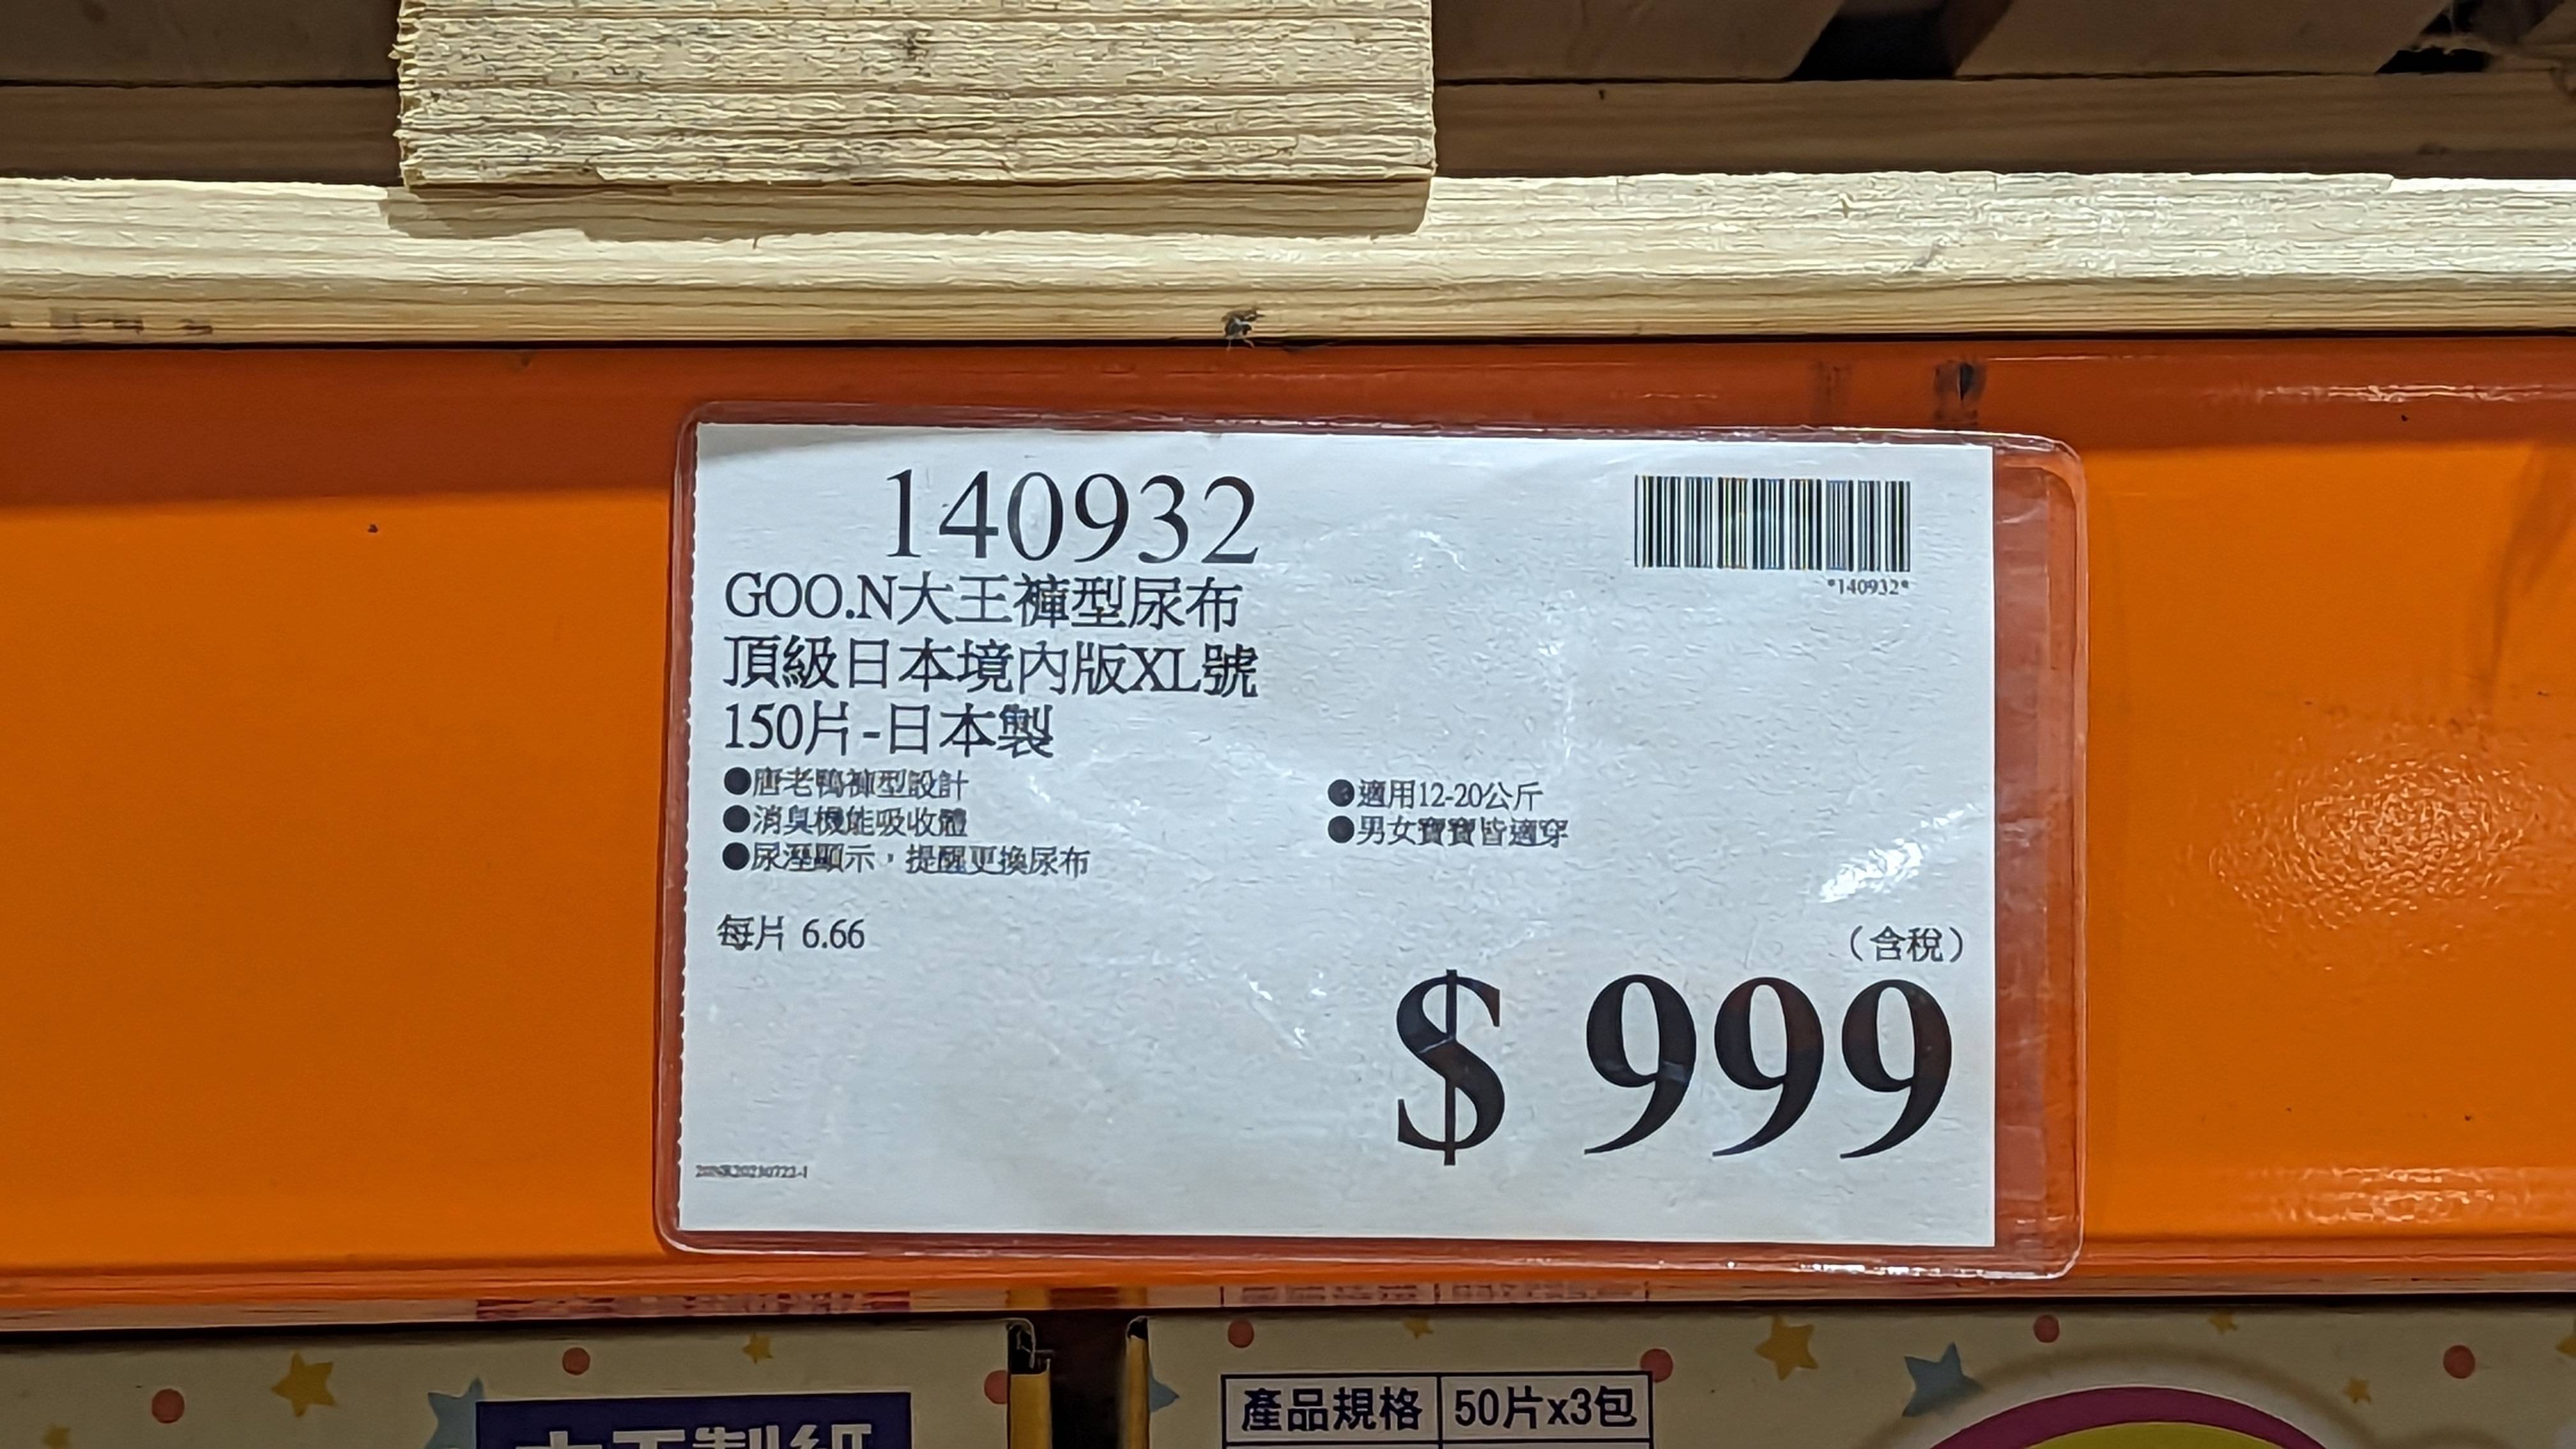 140932
*140932*
GOO.N大王褲型尿布
頂級日本境內版XL號
150片-日本製
●唐老鴨褲型設計
●消臭機能吸收體
●尿溼顯示，提醒更換尿布
●適用12-20公斤
●男女寶寶皆適穿
每片 6.66
（含稅）
$ 999
大王製紙
產品規格 50片x3包